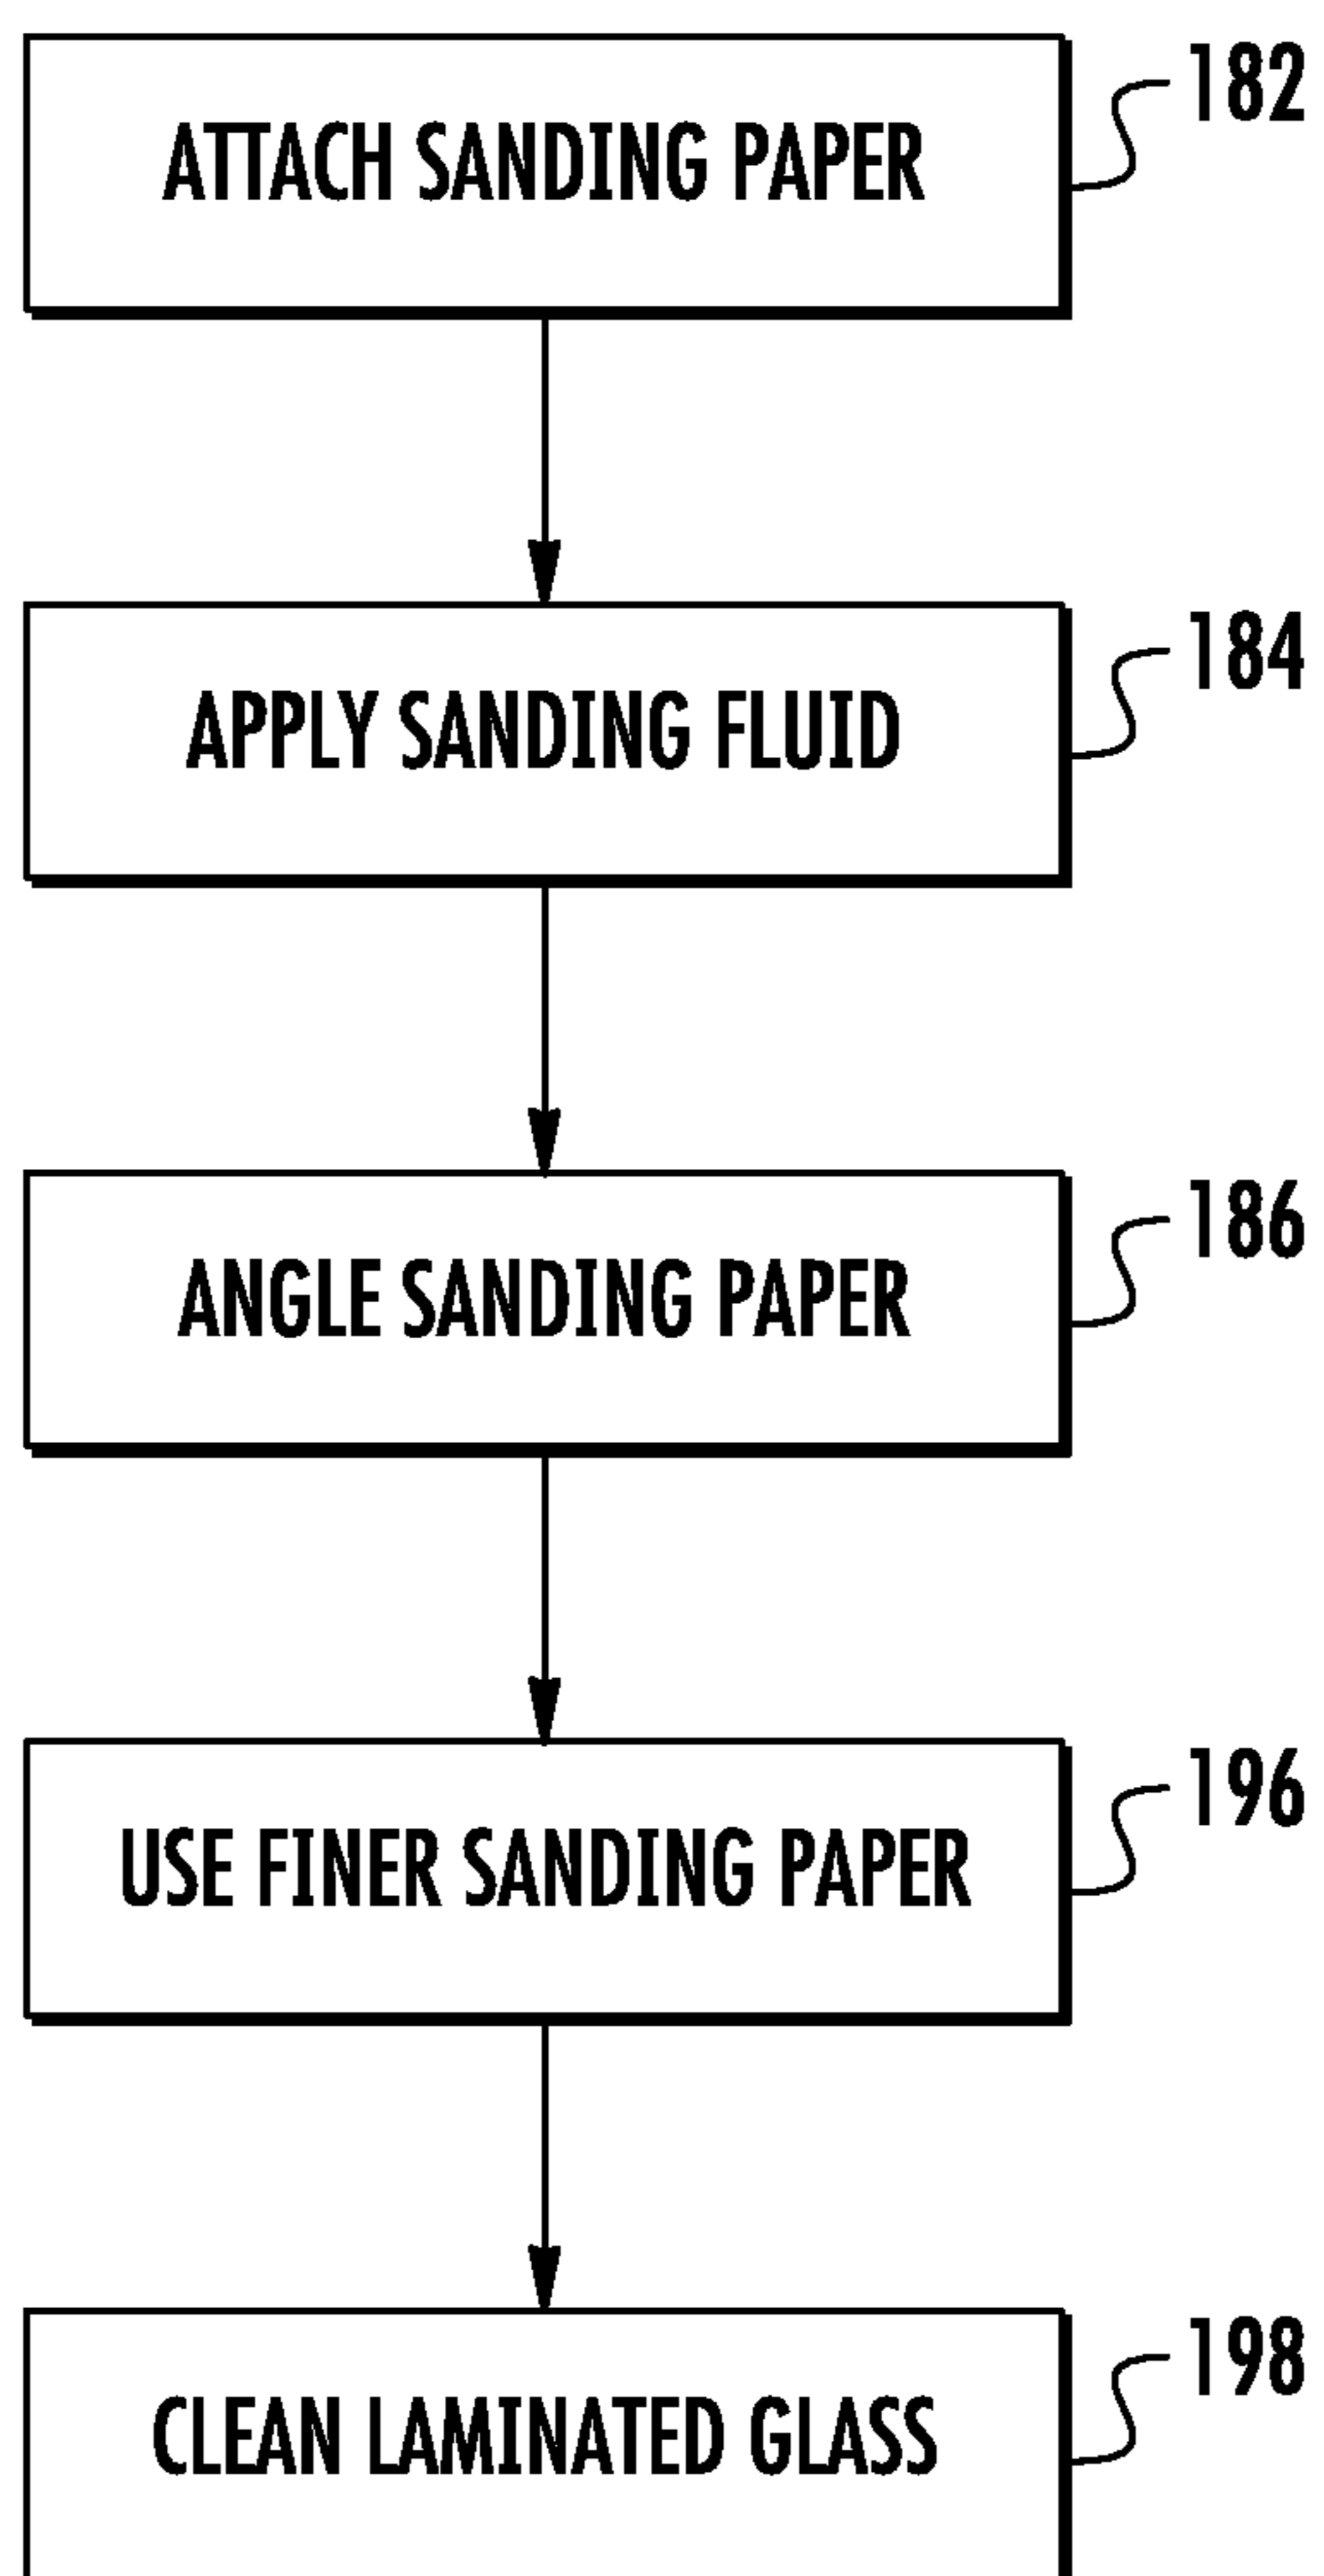 ATTACH SANDING PAPER
182
APPLY SANDING FLUID
184
ANGLE SANDING PAPER
186
USE FINER SANDING PAPER
196
CLEAN LAMINATED GLASS
198